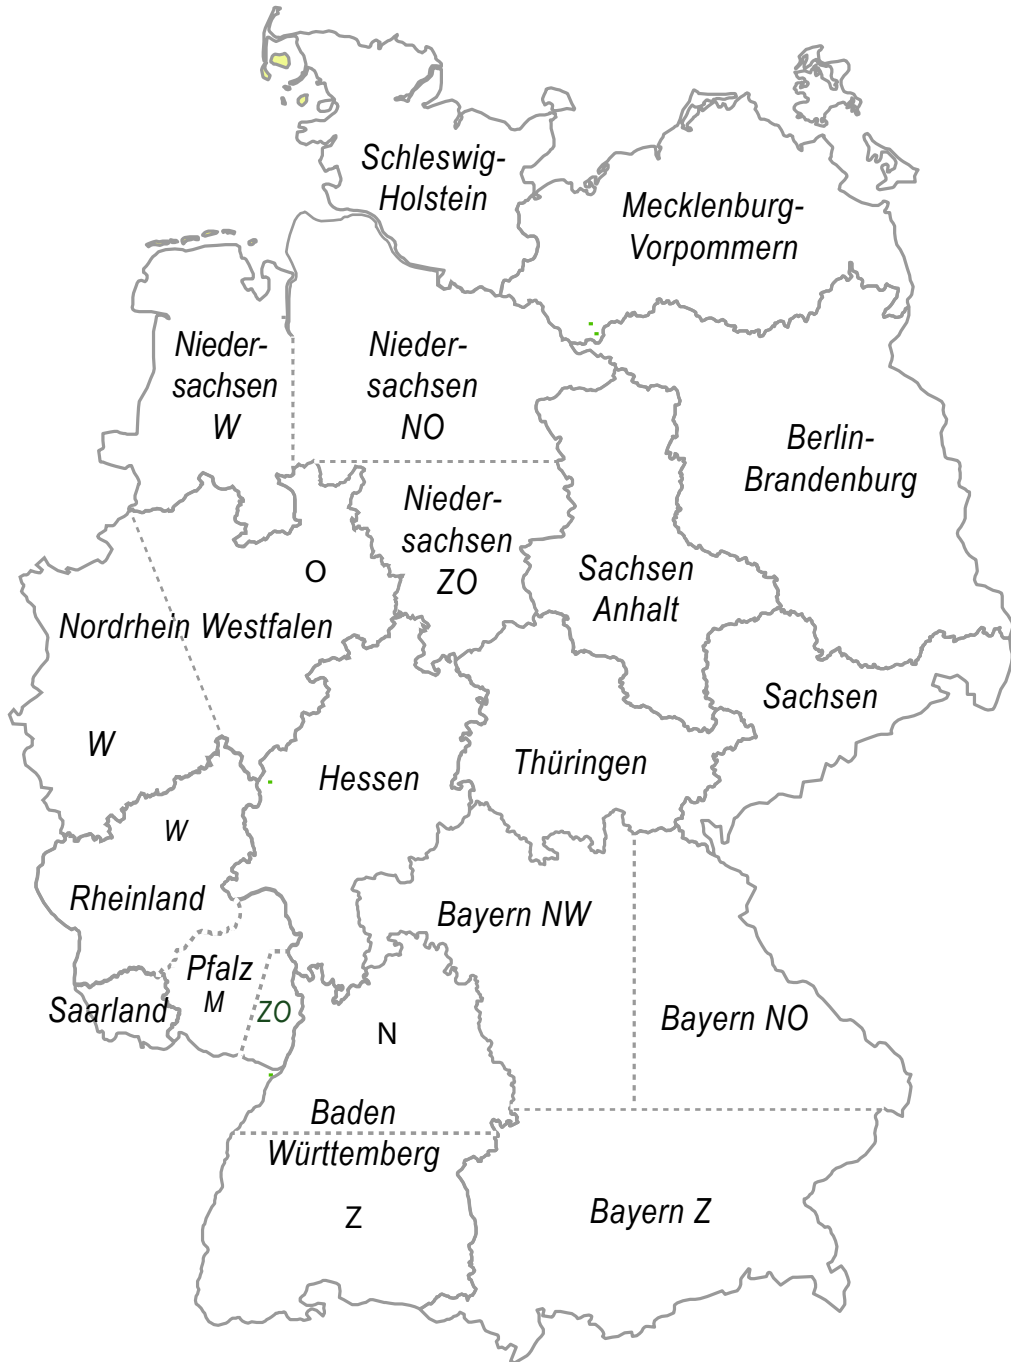 Schleswig-
Holstein
Mecklenburg-
Vorpommern
Nieder-
sachsen
W
Nieder-
sachsen
NO
Berlin-
Brandenburg
Nieder-
sachsen
ZO
O
Nordrhein Westfalen
W
Sachsen
Anhalt
Sachsen
Thüringen
Hessen
W
Rheinland
Pfalz
M
ZO
Saarland
Bayern NW
Bayern NO
N
Baden
Württemberg
Z
Bayern Z